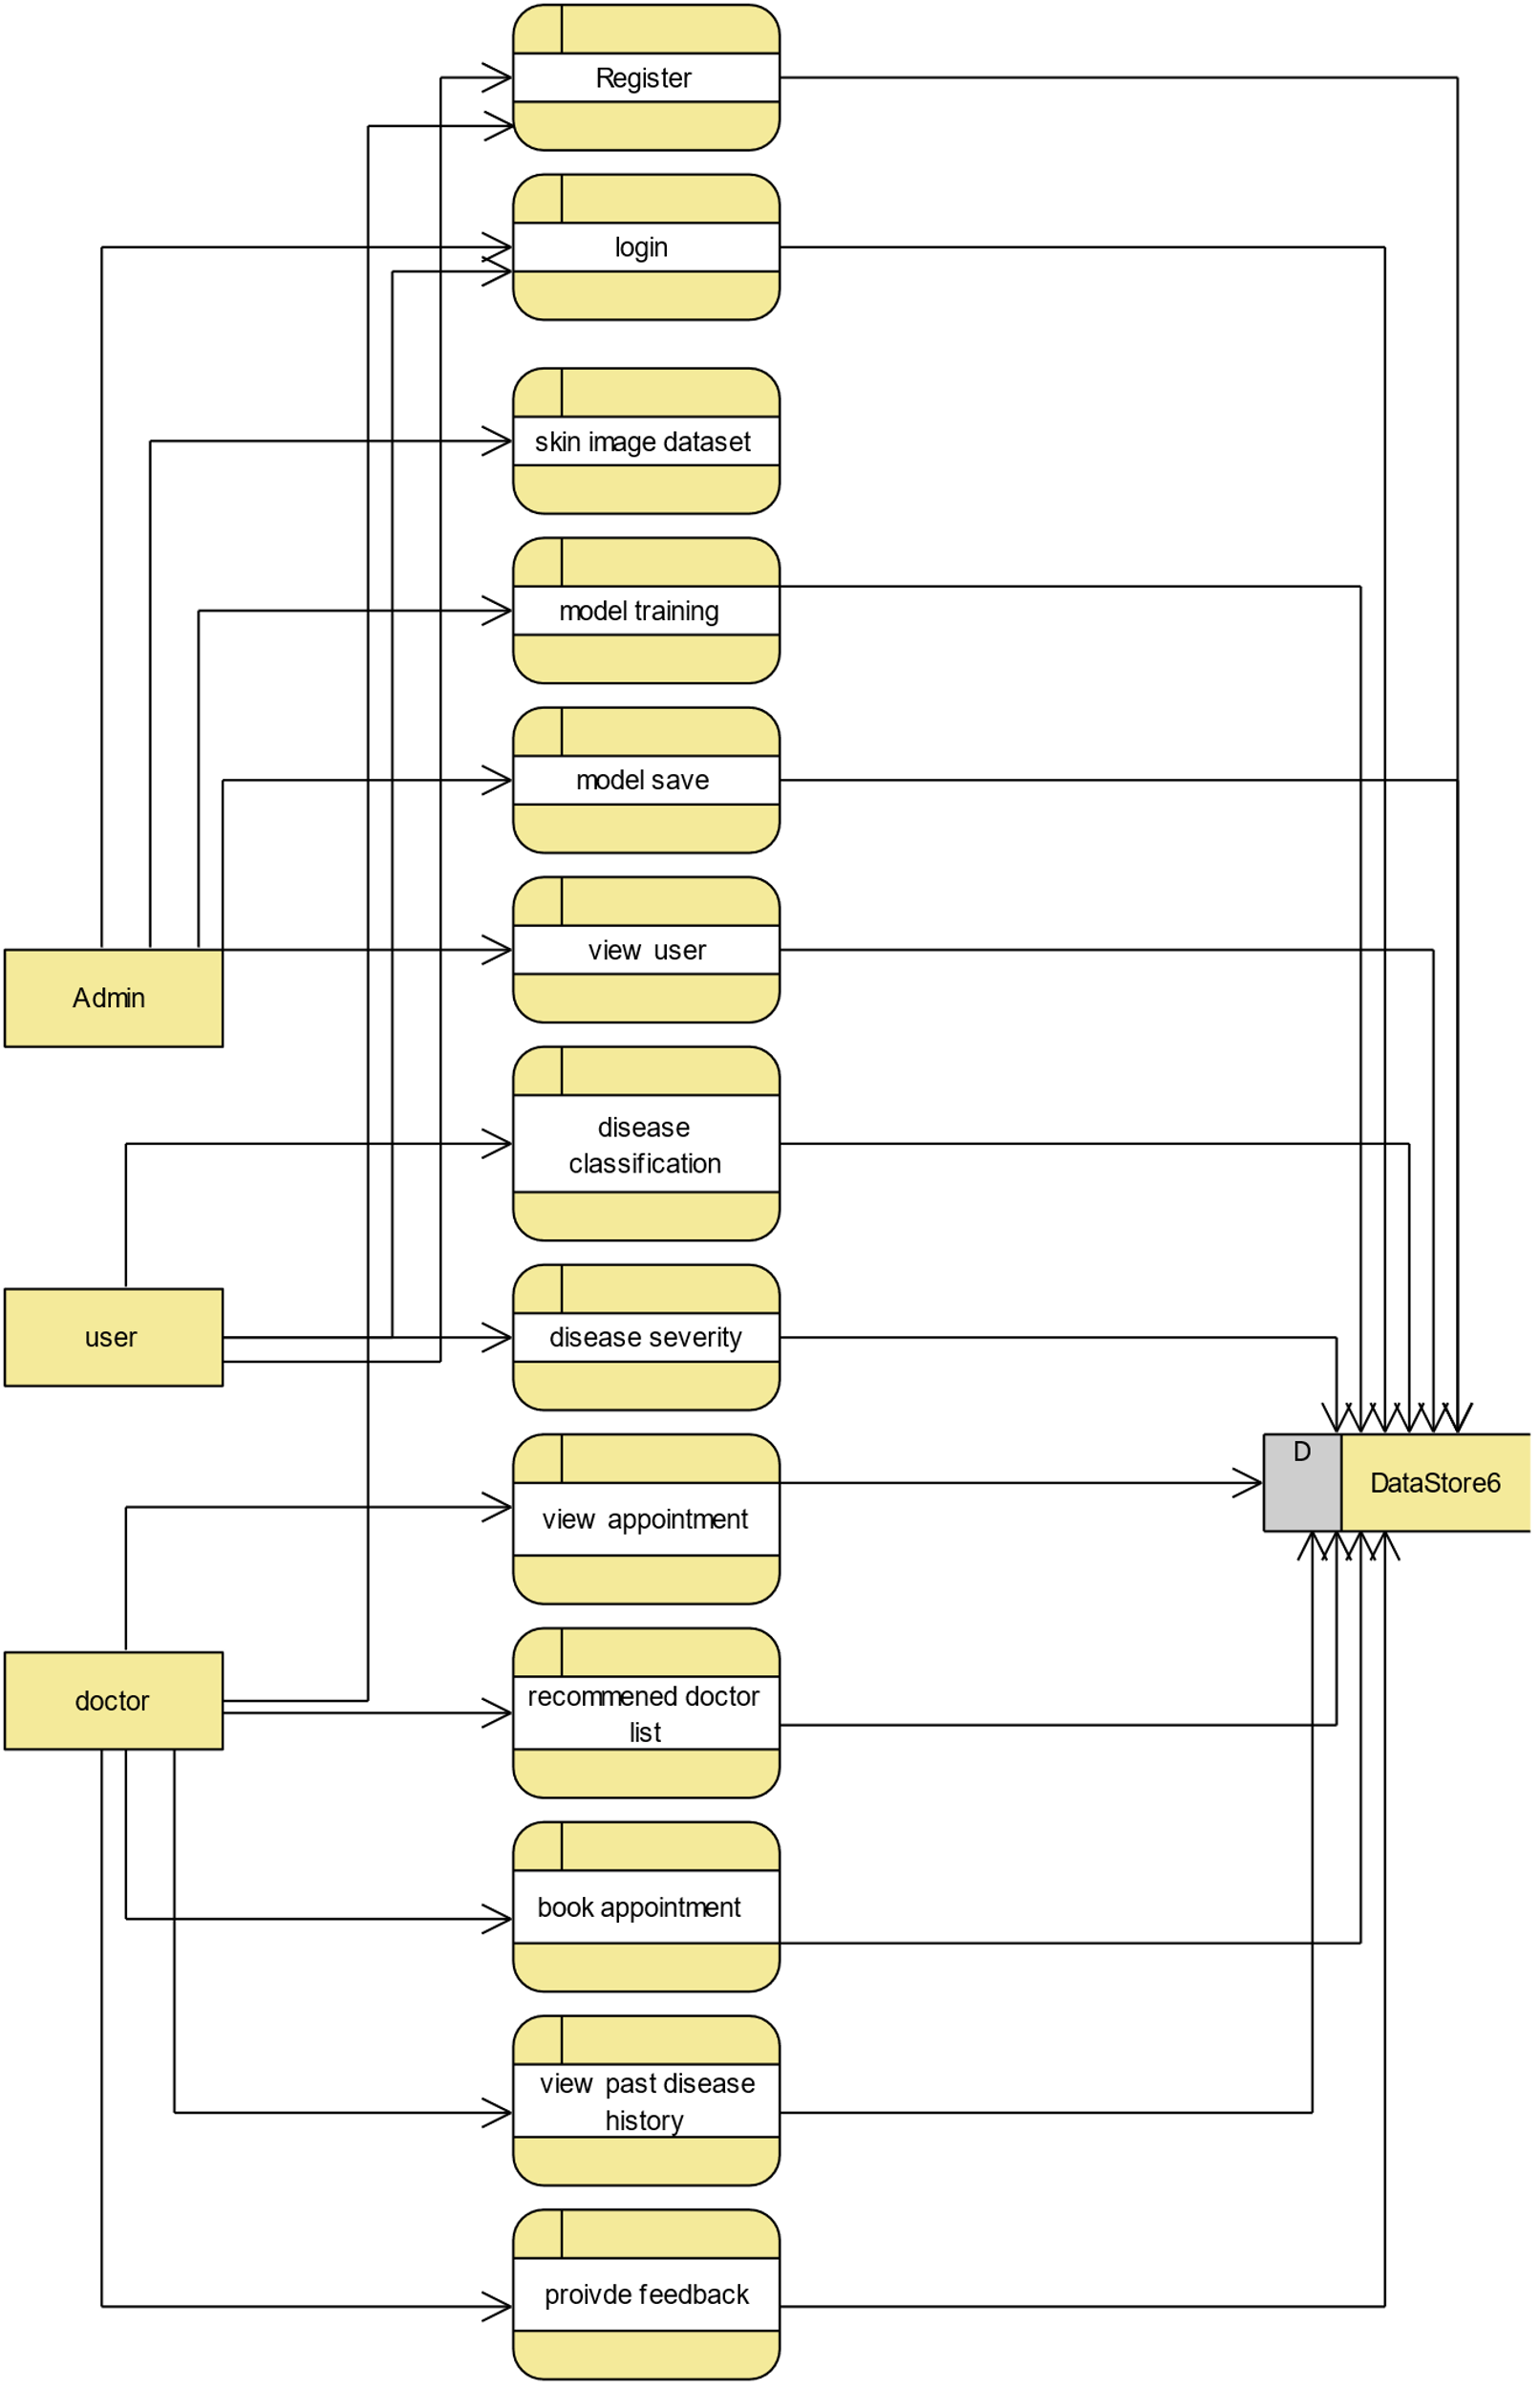 Register
login
skin image dataset
model training
model save
view user
Admin
disease
classification
user
disease severity
D
DataStore6
view appointment
doctor
recommened doctor
list
book appointment
view past disease
history
proivde feedback